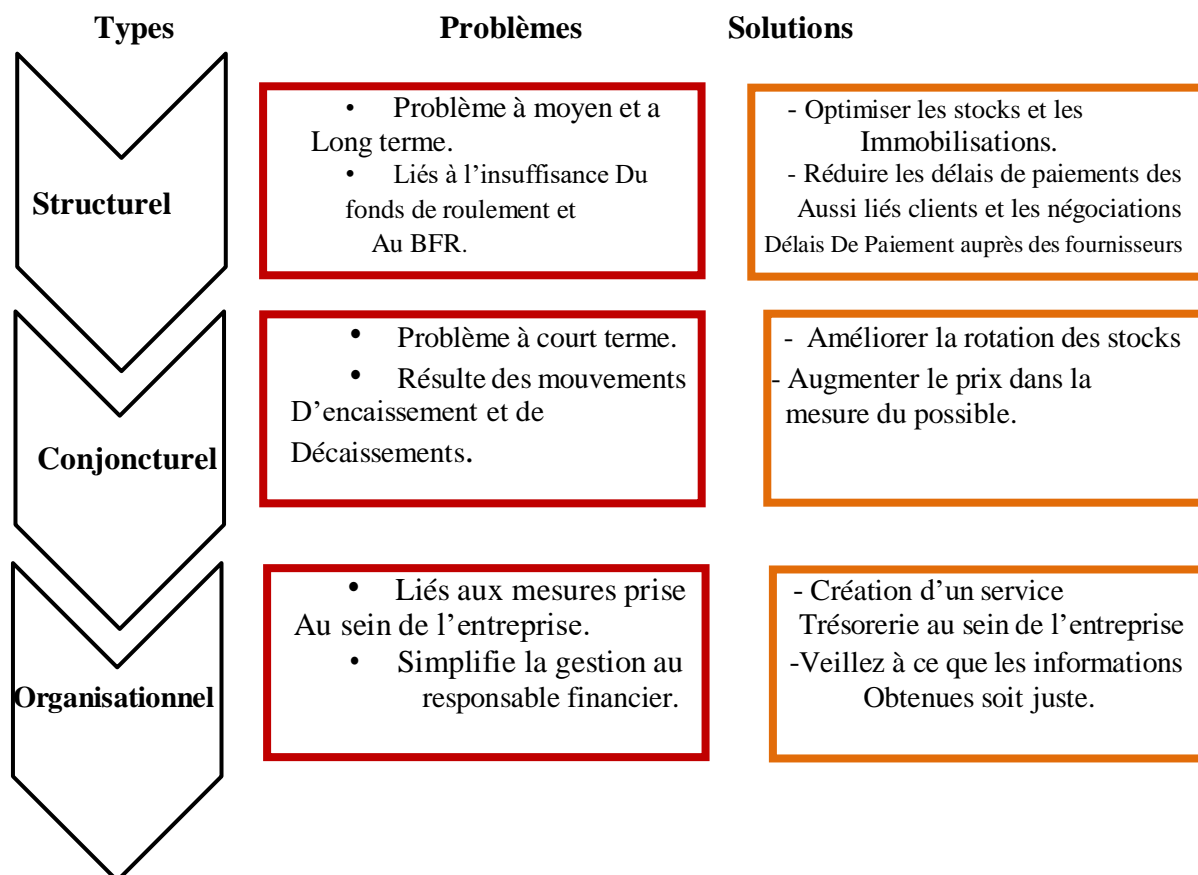 Types Problèmes Solutions
Structurel
• Problème à moyen et a
Long terme.
• Liés à l’insuffisance Du
fonds de roulement et
Au BFR.
- Optimiser les stocks et les
Immobilisations.
- Réduire les délais de paiements des
Aussi liés clients et les négociations
Délais De Paiement auprès des fournisseurs
Conjoncturel
• Problème à court terme.
• Résulte des mouvements
D’encaissement et de
Décaissements.
- Améliorer la rotation des stocks
- Augmenter le prix dans la
mesure du possible.
Organisationnel
• Liés aux mesures prise
Au sein de l’entreprise.
• Simplifie la gestion au
responsable financier.
- Création d’un service
Trésorerie au sein de l’entreprise
-Veillez à ce que les informations
Obtenues soit juste.